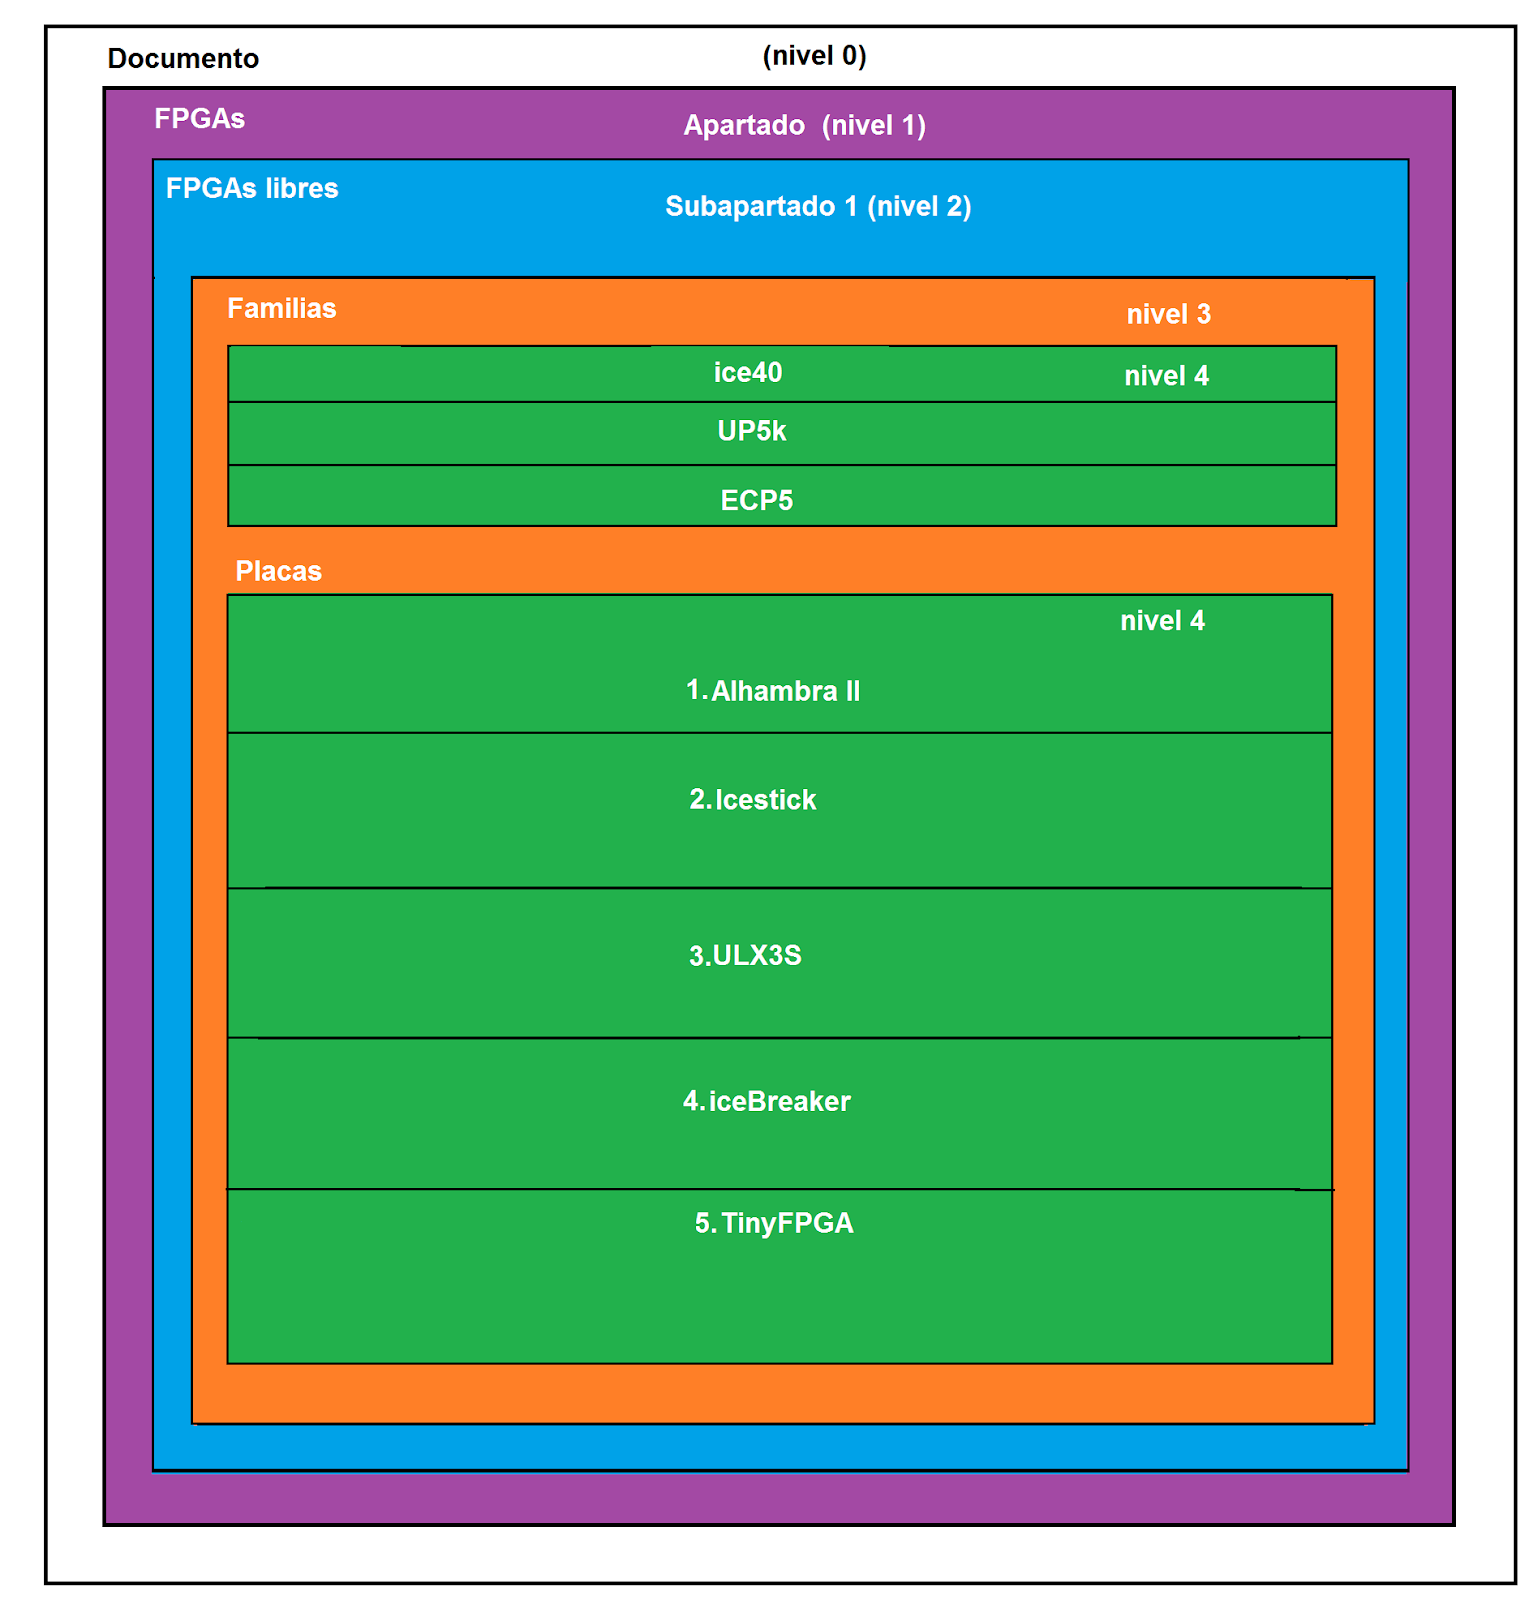 Documento (nivel 0)
FPGAs Apartado (nivel 1)
FPGAs libres
Subapartado 1 (nivel 2)
Familias nivel 3
ice40 nivel 4
UP5k
ECP5
Placas
nivel 4
1.Alhambra II
2.Icestick
3.ULX3S
4.iceBreaker
5.TinyFPGA